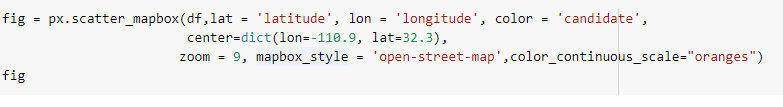 fig = px.scatter_mapbox(df,lat = 'latitude', lon = 'longitude', color = 'candidate',
center=dict(lon=-110.9, lat=32.3),
zoom = 9, mapbox_style = 'open-street-map',color_continuous_scale="oranges")
fig